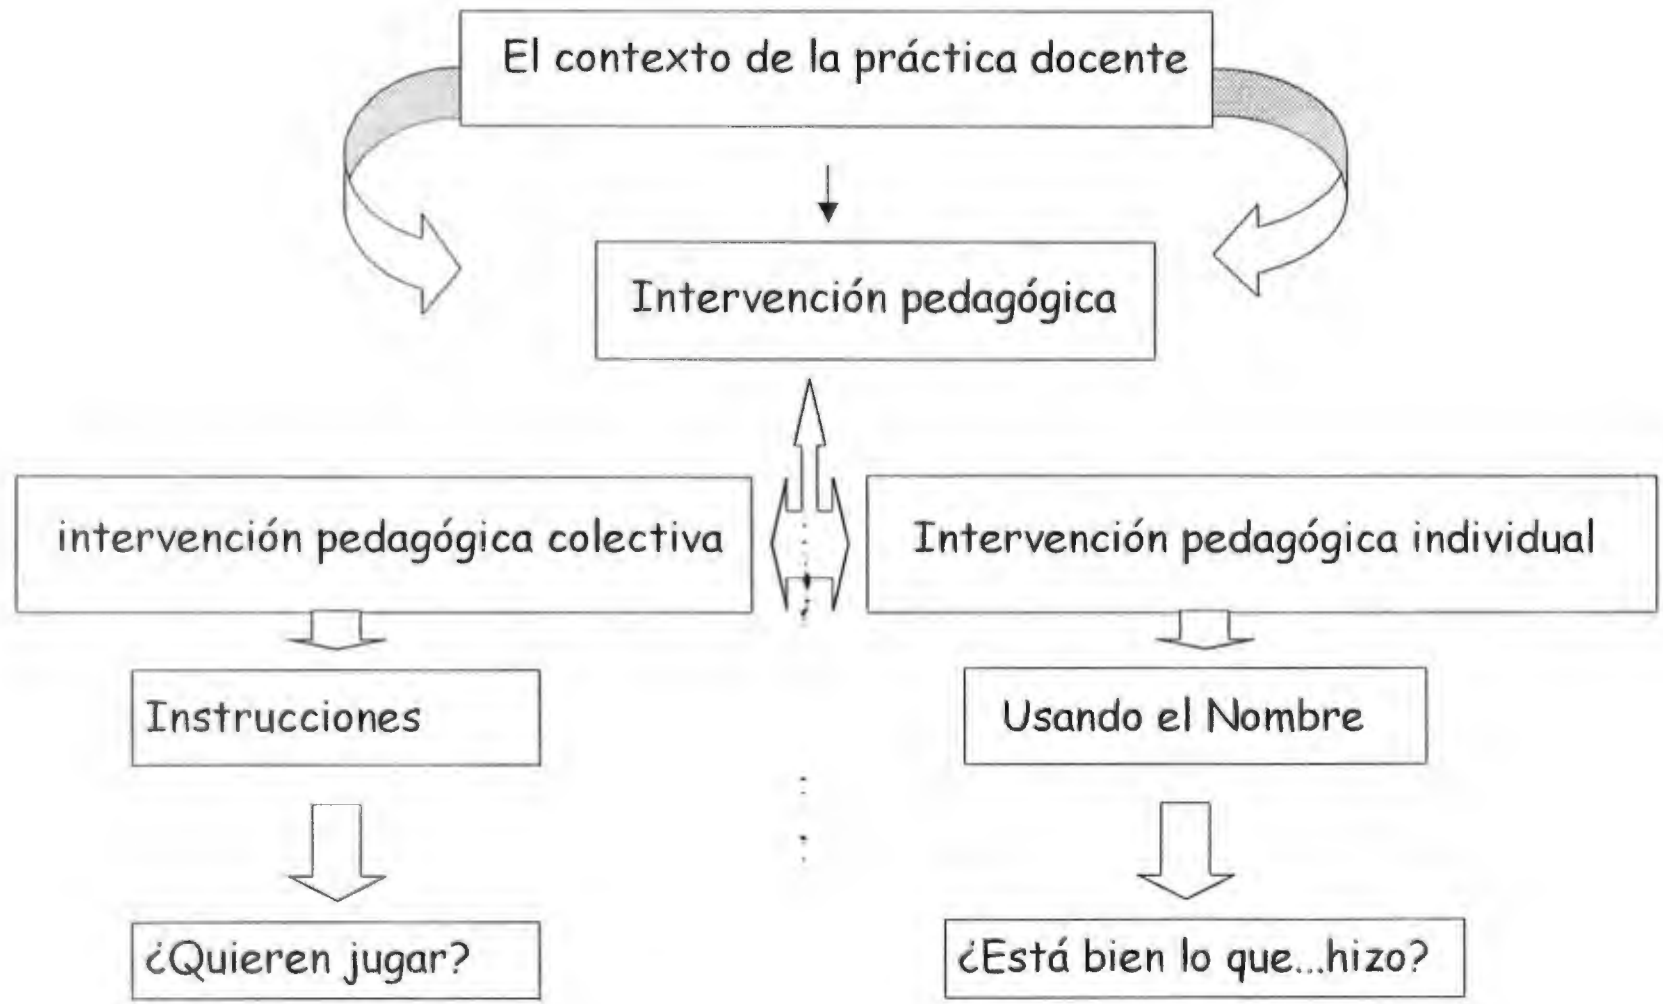 El contexto de la práctica docente
Intervención pedagógica
intervención pedagógica colectiva
Intervención pedagógica individual
Instrucciones
Usando el Nombre
¿Quieren jugar?
¿Está bien lo que...hizo?